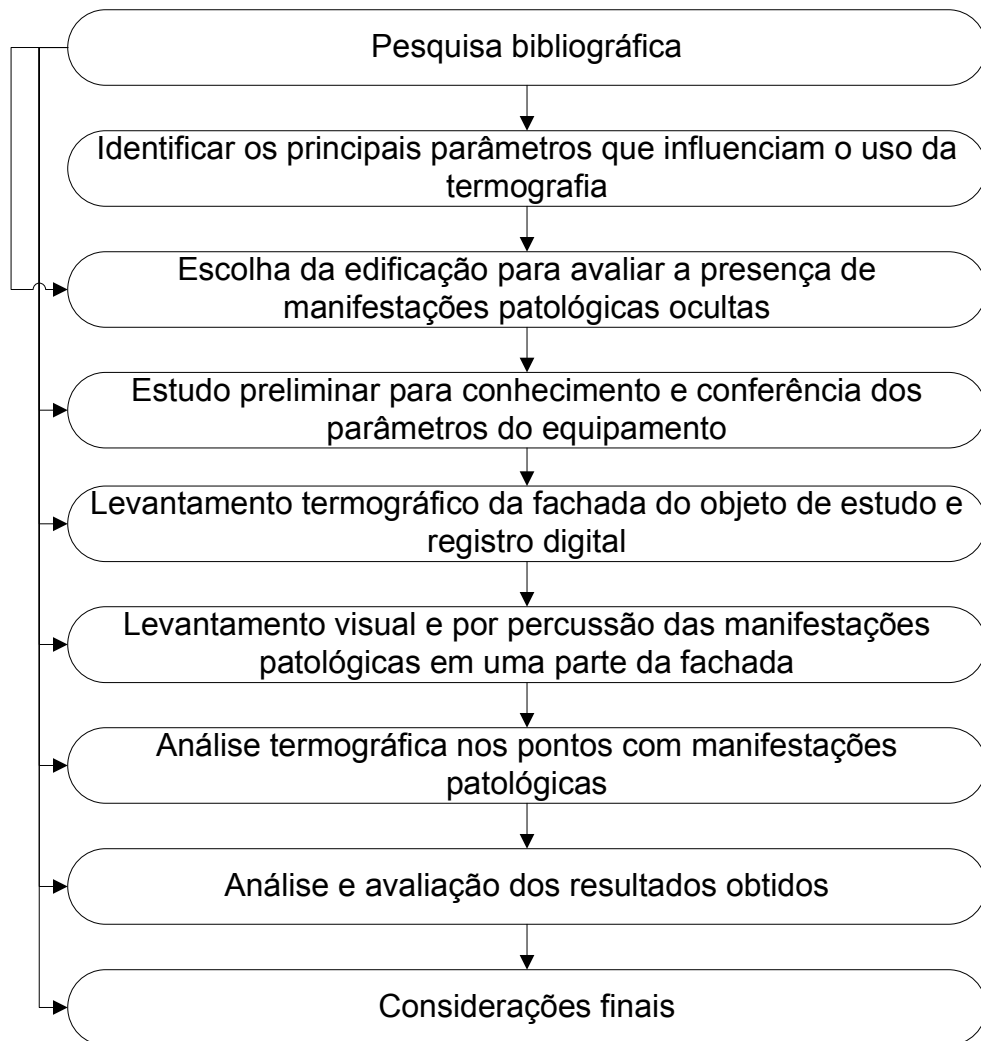 Pesquisa bibliográfica
Identificar os principais parâmetros que influenciam o uso da
termografia
Escolha da edificação para avaliar a presença de
manifestações patológicas ocultas
Estudo preliminar para conhecimento e conferência dos
parâmetros do equipamento
Levantamento termográfico da fachada do objeto de estudo e
registro digital
Levantamento visual e por percussão das manifestações
patológicas em uma parte da fachada
Análise termográfica nos pontos com manifestações
patológicas
Análise e avaliação dos resultados obtidos
Considerações finais